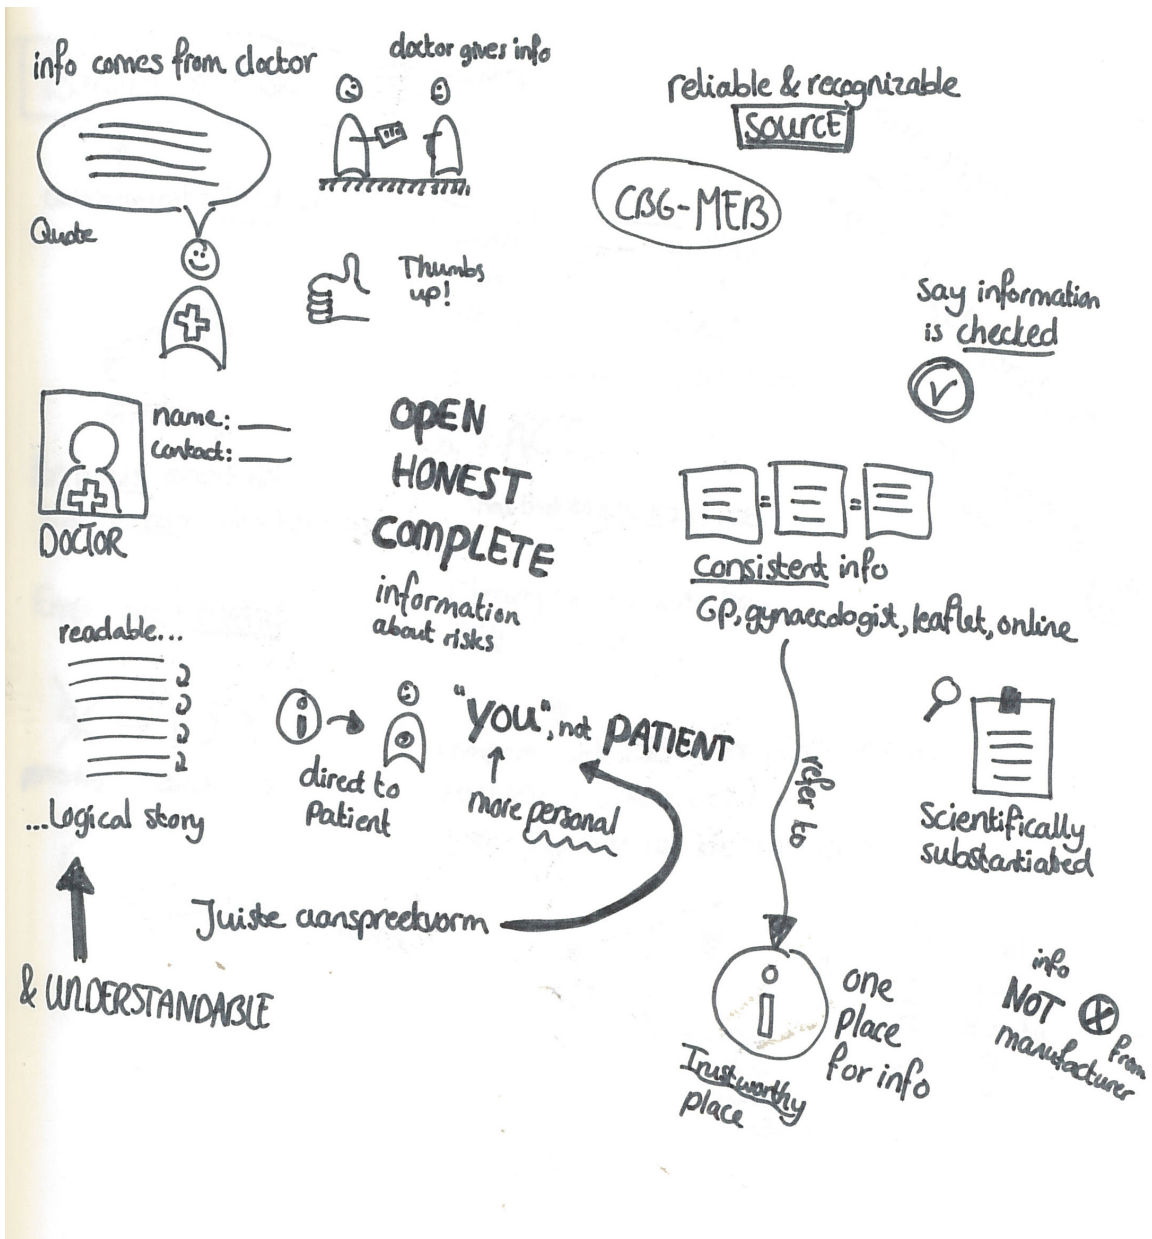 info comes from doctor
doctor gives info
Quote
Thumbs
up!
name:
contact:
DOCTOR
OPEN
HONEST
COMPLETE
information
about risks
readable...
...Logical story
& UNDERSTANDABLE
i
direct to
patient
"you", not PATIENT
more personal
Juiste aanspreekvorm
reliable & recognizable
SOURCE
CBG-MEB
say information
is checked
=
=
Consistent info
GP, gynaecologist, leaflet, online
refer to
Scientifically
substantiated
i
one
place
for info
Trustworthy
place
info
NOT
from
manufacturer